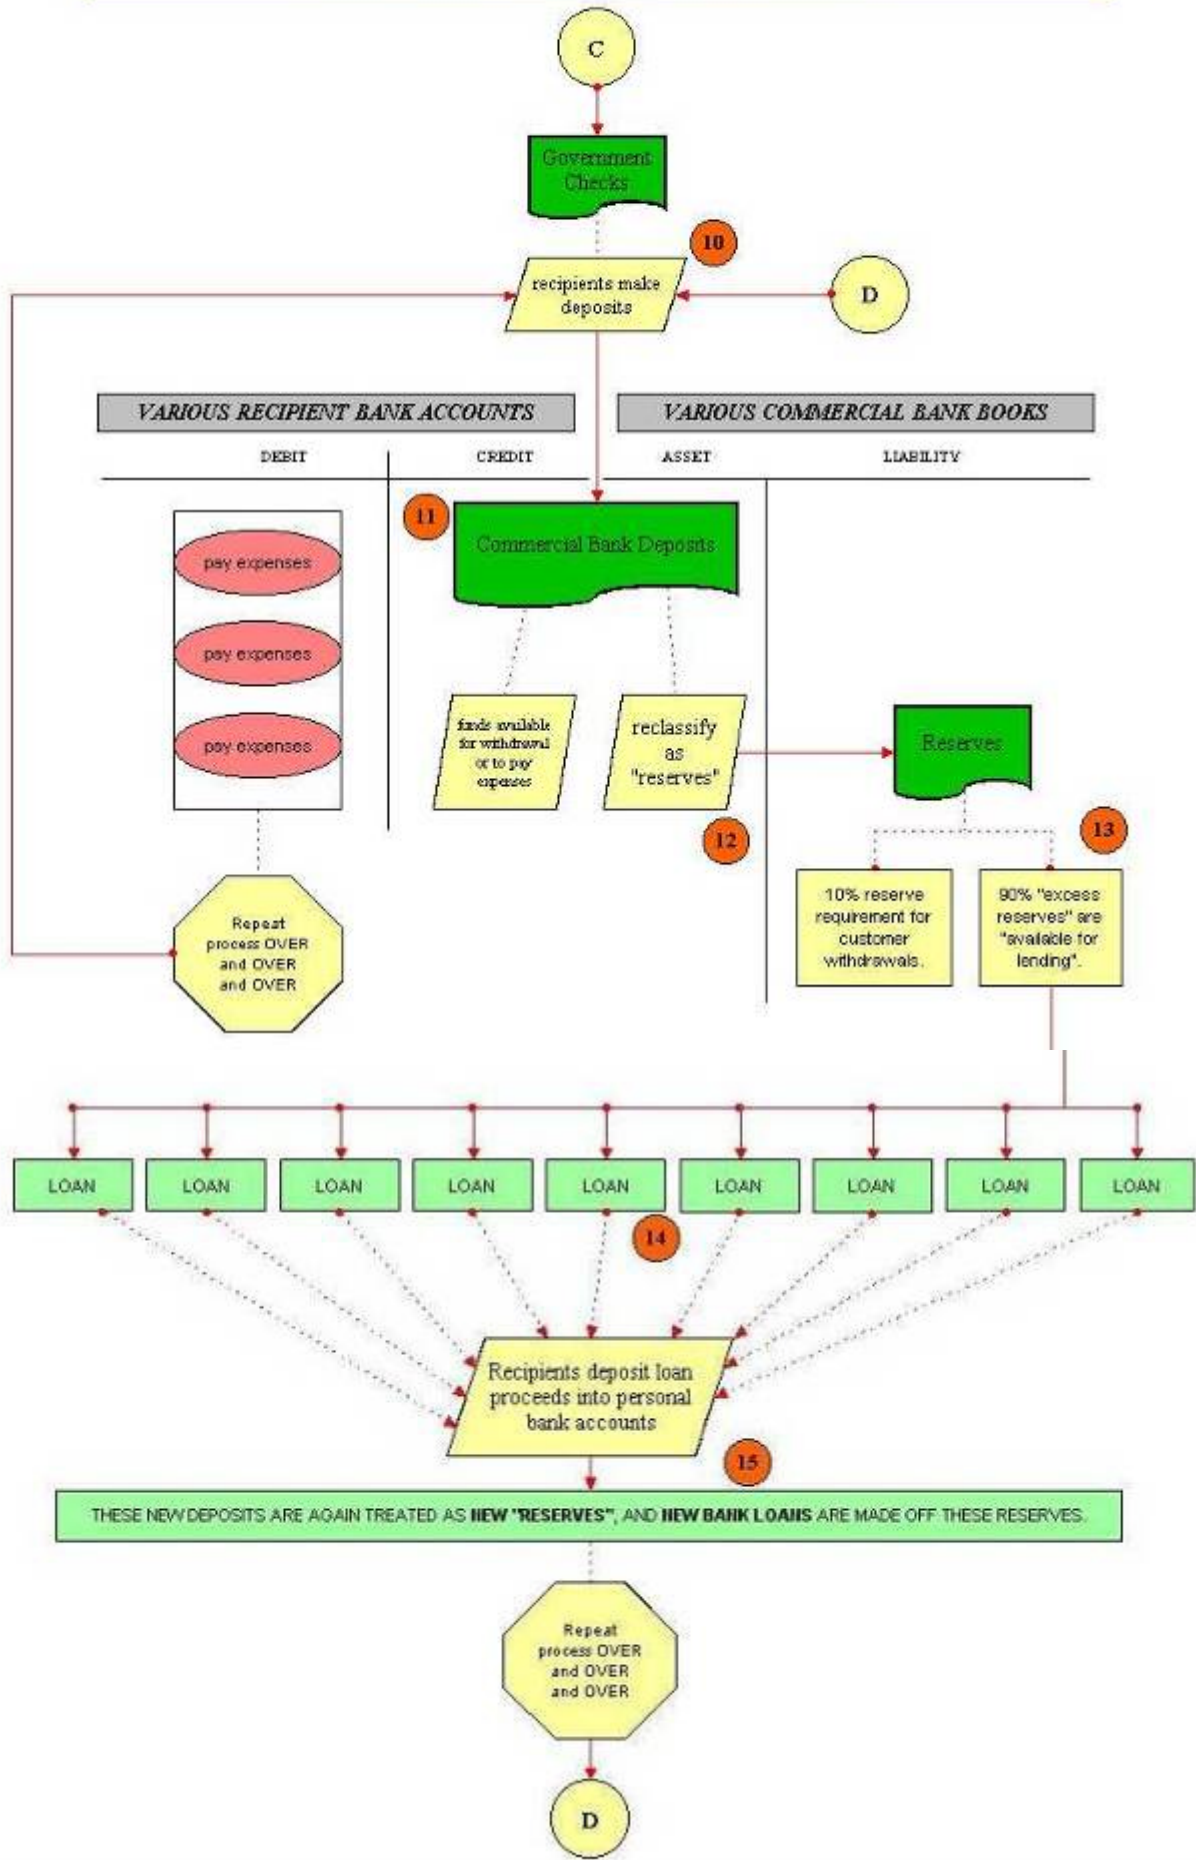 C
Government
Checks
10
recipients make
deposits
D
VARIOUS RECIPIENT BANK ACCOUNTS
VARIOUS COMMERCIAL BANK BOOKS
DEBIT
CREDIT
ASSET
LIABILITY
11
Commercial Bank Deposits
pay expenses
pay expenses
pay expenses
funds available
for withdrawal
or to pay
expenses
reclassify
as
"reserves"
Reserves
12
13
10% reserve
requirement for
customer
withdrawals.
90% "excess
reserves" are
"available for
lending".
Repeat
process OVER
and OVER
and OVER
LOAN
LOAN
LOAN
LOAN
LOAN
LOAN
LOAN
LOAN
LOAN
14
Recipients deposit loan
proceeds into personal
bank accounts
15
THESE NEW DEPOSITS ARE AGAIN TREATED AS NEW "RESERVES", AND NEW BANK LOANS ARE MADE OFF THESE RESERVES.
Repeat
process OVER
and OVER
and OVER
D